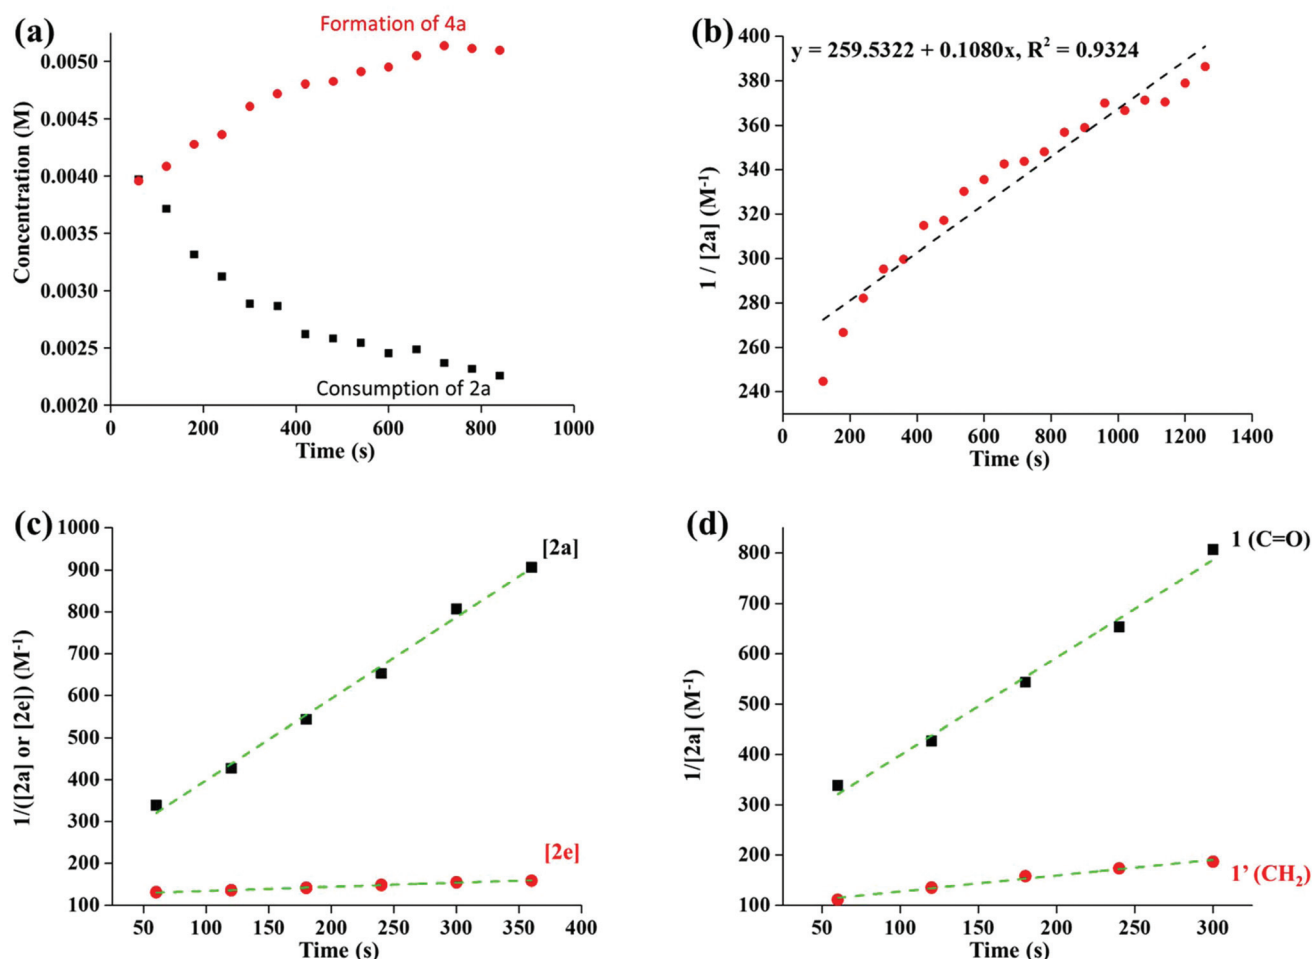 (a)
Formation of 4a
Concentration (M)
0.0050
0.0045
0.0040
0.0035
0.0030
0.0025
0.0020
Consumption of 2a
0 200 400 600 800 1000
Time (s)
(b)
y = 259.5322 + 0.1080x, R² = 0.9324
1 / [2a] (M⁻¹)
400
380
360
340
320
300
280
260
240
0 200 400 600 800 1000 1200 1400
Time (s)
(c)
1/([2a] or [2e]) (M⁻¹)
1000
900
800
700
600
500
400
300
200
100
[2a]
[2e]
50 100 150 200 250 300 350 400
Time (s)
(d)
1/[2a] (M⁻¹)
800
700
600
500
400
300
200
100
1 (C=O)
1’ (CH₂)
50 100 150 200 250 300
Time (s)